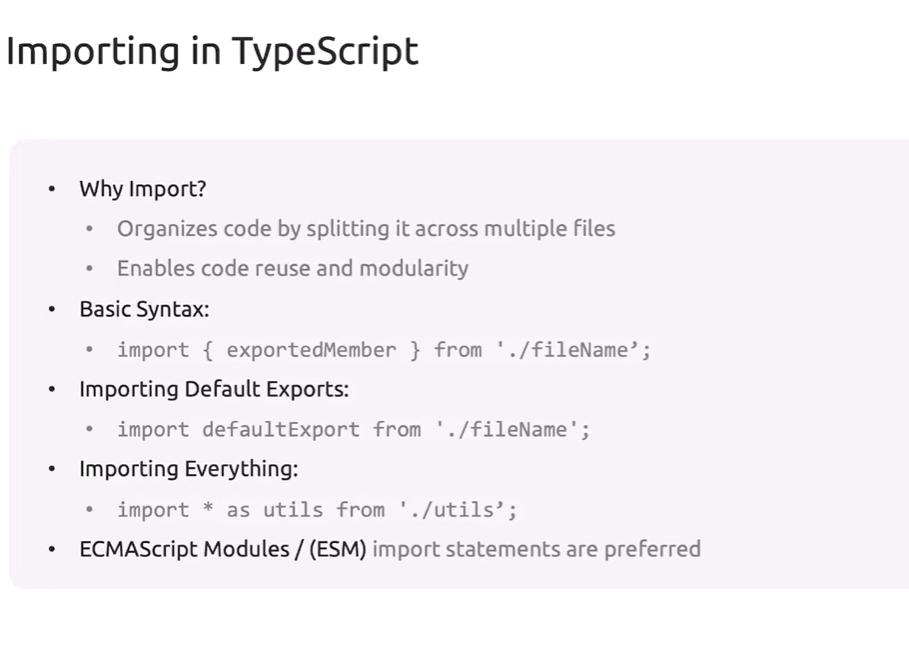 Importing in TypeScript
• Why Import?
• Organizes code by splitting it across multiple files
• Enables code reuse and modularity
• Basic Syntax:
• import { exportedMember } from './fileName’;
• Importing Default Exports:
• import defaultExport from './fileName';
• Importing Everything:
• import * as utils from './utils’;
• ECMAScript Modules / (ESM) import statements are preferred